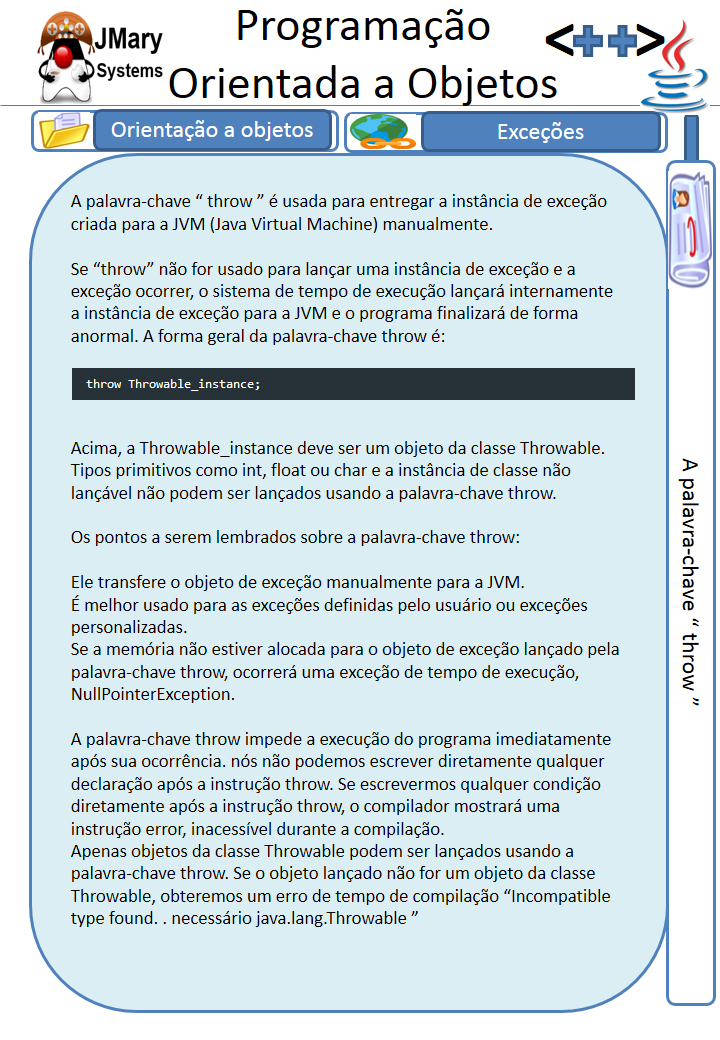 Programação
Orientada a Objetos
JMary
Systems
<++>
Orientação a objetos
Exceções
A palavra-chave “ throw ” é usada para entregar a instância de exceção
criada para a JVM (Java Virtual Machine) manualmente.
Se “throw” não for usado para lançar uma instância de exceção e a
exceção ocorrer, o sistema de tempo de execução lançará internamente
a instância de exceção para a JVM e o programa finalizará de forma
anormal. A forma geral da palavra-chave throw é:
throw Throwable_instance;
Acima, a Throwable_instance deve ser um objeto da classe Throwable.
Tipos primitivos como int, float ou char e a instância de classe não
lançável não podem ser lançados usando a palavra-chave throw.
Os pontos a serem lembrados sobre a palavra-chave throw:
Ele transfere o objeto de exceção manualmente para a JVM.
É melhor usado para as exceções definidas pelo usuário ou exceções
personalizadas.
Se a memória não estiver alocada para o objeto de exceção lançado pela
palavra-chave throw, ocorrerá uma exceção de tempo de execução,
NullPointerException.
A palavra-chave throw impede a execução do programa imediatamente
após sua ocorrência. nós não podemos escrever diretamente qualquer
declaração após a instrução throw. Se escrevermos qualquer condição
diretamente após a instrução throw, o compilador mostrará uma
instrução error, inacessível durante a compilação.
Apenas objetos da classe Throwable podem ser lançados usando a
palavra-chave throw. Se o objeto lançado não for um objeto da classe
Throwable, obteremos um erro de tempo de compilação “Incompatible
type found. . necessário java.lang.Throwable ”
A palavra-chave “ throw ”